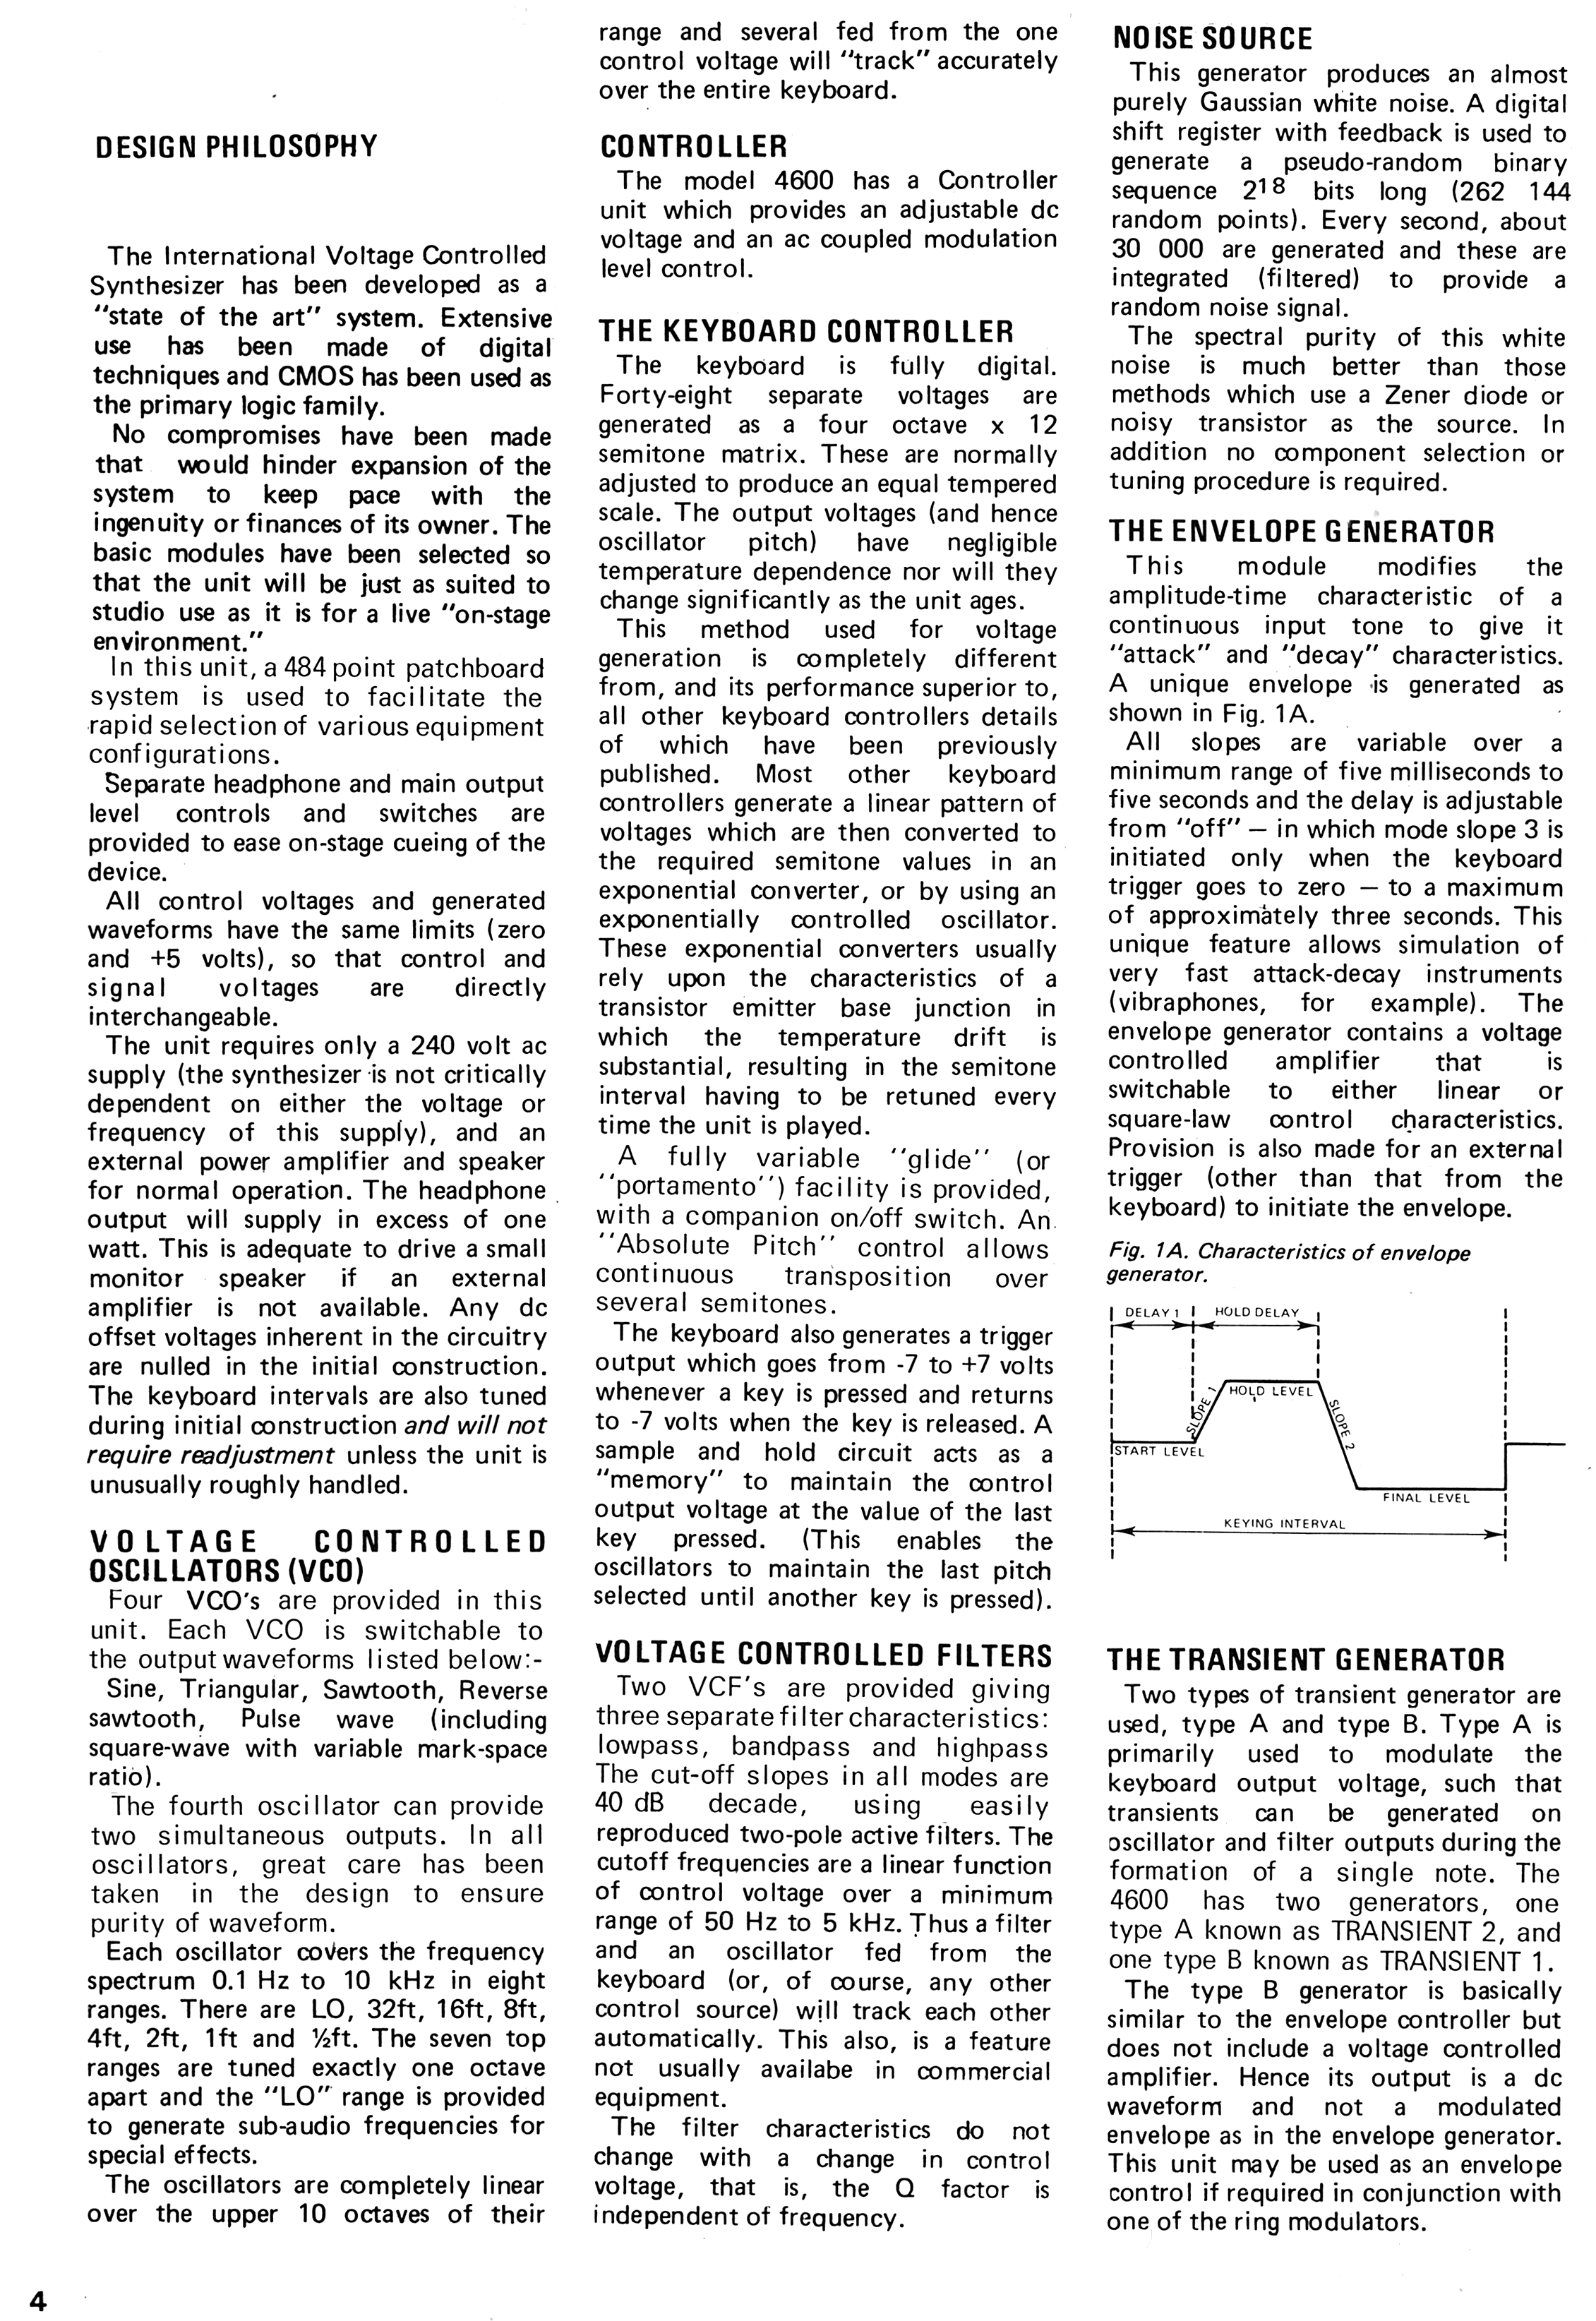 DESIGN PHILOSOPHY
The International Voltage Controlled
Synthesizer has been developed as a
"state of the art" system. Extensive
use has been made of digital
techniques and CMOS has been used as
the primary logic family.
No compromises have been made
that would hinder expansion of the
system to keep pace with the
ingenuity or finances of its owner. The
basic modules have been selected so
that the unit will be just as suited to
studio use as it is for a live "on-stage
environment."
In this unit, a 484 point patchboard
system is used to facilitate the
rapid selection of various equipment
configurations.
Separate headphone and main output
level controls and switches are
provided to ease on-stage cueing of the
device.
All control voltages and generated
waveforms have the same limits (zero
and +5 volts), so that control and
signal voltages are directly
interchangeable.
The unit requires only a 240 volt ac
supply (the synthesizer is not critically
dependent on either the voltage or
frequency of this supply), and an
external power amplifier and speaker
for normal operation. The headphone
output will supply in excess of one
watt. This is adequate to drive a small
monitor speaker if an external
amplifier is not available. Any dc
offset voltages inherent in the circuitry
are nulled in the initial construction.
The keyboard intervals are also tuned
during initial construction and will not
require readjustment unless the unit is
unusually roughly handled.
VOLTAGE CONTROLLED
OSCILLATORS (VCO)
Four VCO's are provided in this
unit. Each VCO is switchable to
the output waveforms listed below:-
Sine, Triangular, Sawtooth, Reverse
sawtooth, Pulse wave (including
square-wave with variable mark-space
ratio).
The fourth oscillator can provide
two simultaneous outputs. In all
oscillators, great care has been
taken in the design to ensure
purity of waveform.
Each oscillator covers the frequency
spectrum 0.1 Hz to 10 kHz in eight
ranges. There are LO, 32ft, 16ft, 8ft,
4ft, 2ft, 1ft and ½ft. The seven top
ranges are tuned exactly one octave
apart and the "LO" range is provided
to generate sub-audio frequencies for
special effects.
The oscillators are completely linear
over the upper 10 octaves of their
range and several fed from the one
control voltage will "track" accurately
over the entire keyboard.
CONTROLLER
The model 4600 has a Controller
unit which provides an adjustable dc
voltage and an ac coupled modulation
level control.
THE KEYBOARD CONTROLLER
The keyboard is fully digital.
Forty-eight separate voltages are
generated as a four octave x 12
semitone matrix. These are normally
adjusted to produce an equal tempered
scale. The output voltages (and hence
oscillator pitch) have negligible
temperature dependence nor will they
change significantly as the unit ages.
This method used for voltage
generation is completely different
from, and its performance superior to,
all other keyboard controllers details
of which have been previously
published. Most other keyboard
controllers generate a linear pattern of
voltages which are then converted to
the required semitone values in an
exponential converter, or by using an
exponentially controlled oscillator.
These exponential converters usually
rely upon the characteristics of a
transistor emitter base junction in
which the temperature drift is
substantial, resulting in the semitone
interval having to be retuned every
time the unit is played.
A fully variable "glide" (or
"portamento") facility is provided,
with a companion on/off switch. An
"Absolute Pitch" control allows
continuous transposition over
several semitones.
The keyboard also generates a trigger
output which goes from -7 to +7 volts
whenever a key is pressed and returns
to -7 volts when the key is released. A
sample and hold circuit acts as a
"memory" to maintain the control
output voltage at the value of the last
key pressed. (This enables the
oscillators to maintain the last pitch
selected until another key is pressed).
VOLTAGE CONTROLLED FILTERS
Two VCF's are provided giving
three separate filter characteristics:
lowpass, bandpass and highpass
The cut-off slopes in all modes are
40 dB decade, using easily
reproduced two-pole active filters. The
cutoff frequencies are a linear function
of control voltage over a minimum
range of 50 Hz to 5 kHz. Thus a filter
and an oscillator fed from the
keyboard (or, of course, any other
control source) will track each other
automatically. This also, is a feature
not usually availabe in commercial
equipment.
The filter characteristics do not
change with a change in control
voltage, that is, the Q factor is
independent of frequency.
NOISE SOURCE
This generator produces an almost
purely Gaussian white noise. A digital
shift register with feedback is used to
generate a pseudo-random binary
sequence 2¹⁸ bits long (262 144
random points). Every second, about
30 000 are generated and these are
integrated (filtered) to provide a
random noise signal.
The spectral purity of this white
noise is much better than those
methods which use a Zener diode or
noisy transistor as the source. In
addition no component selection or
tuning procedure is required.
THE ENVELOPE GENERATOR
This module modifies the
amplitude-time characteristic of a
continuous input tone to give it
"attack" and "decay" characteristics.
A unique envelope is generated as
shown in Fig. 1A.
All slopes are variable over a
minimum range of five milliseconds to
five seconds and the delay is adjustable
from "off" — in which mode slope 3 is
initiated only when the keyboard
trigger goes to zero — to a maximum
of approximately three seconds. This
unique feature allows simulation of
very fast attack-decay instruments
(vibraphones, for example). The
envelope generator contains a voltage
controlled amplifier that is
switchable to either linear or
square-law control characteristics.
Provision is also made for an external
trigger (other than that from the
keyboard) to initiate the envelope.
Fig. 1A. Characteristics of envelope
generator.
DELAY 1 HOLD DELAY
SLOPE 1
HOLD LEVEL
SLOPE 2
START LEVEL
FINAL LEVEL
KEYING INTERVAL
THE TRANSIENT GENERATOR
Two types of transient generator are
used, type A and type B. Type A is
primarily used to modulate the
keyboard output voltage, such that
transients can be generated on
oscillator and filter outputs during the
formation of a single note. The
4600 has two generators, one
type A known as TRANSIENT 2, and
one type B known as TRANSIENT 1.
The type B generator is basically
similar to the envelope controller but
does not include a voltage controlled
amplifier. Hence its output is a dc
waveform and not a modulated
envelope as in the envelope generator.
This unit may be used as an envelope
control if required in conjunction with
one of the ring modulators.
4